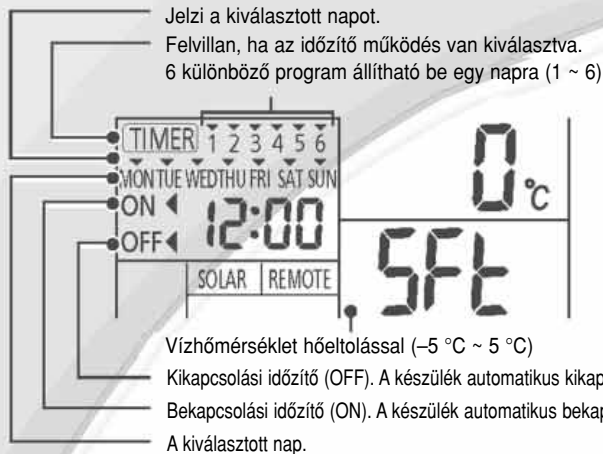 Jelzi a kiválasztott napot.
Felvillan, ha az időzítő működés van kiválasztva.
6 különböző program állítható be egy napra (1 ~ 6)
TIMER 1 2 3 4 5 6
MON TUE WED THU FRI SAT SUN
ON
OFF
12:00
0 °C
SFt
SOLAR REMOTE
Vízhőmérséklet hőeltolással (–5 °C ~ 5 °C)
Kikapcsolási időzítő (OFF). A készülék automatikus kikap
Bekapcsolási időzítő (ON). A készülék automatikus bekap
A kiválasztott nap.